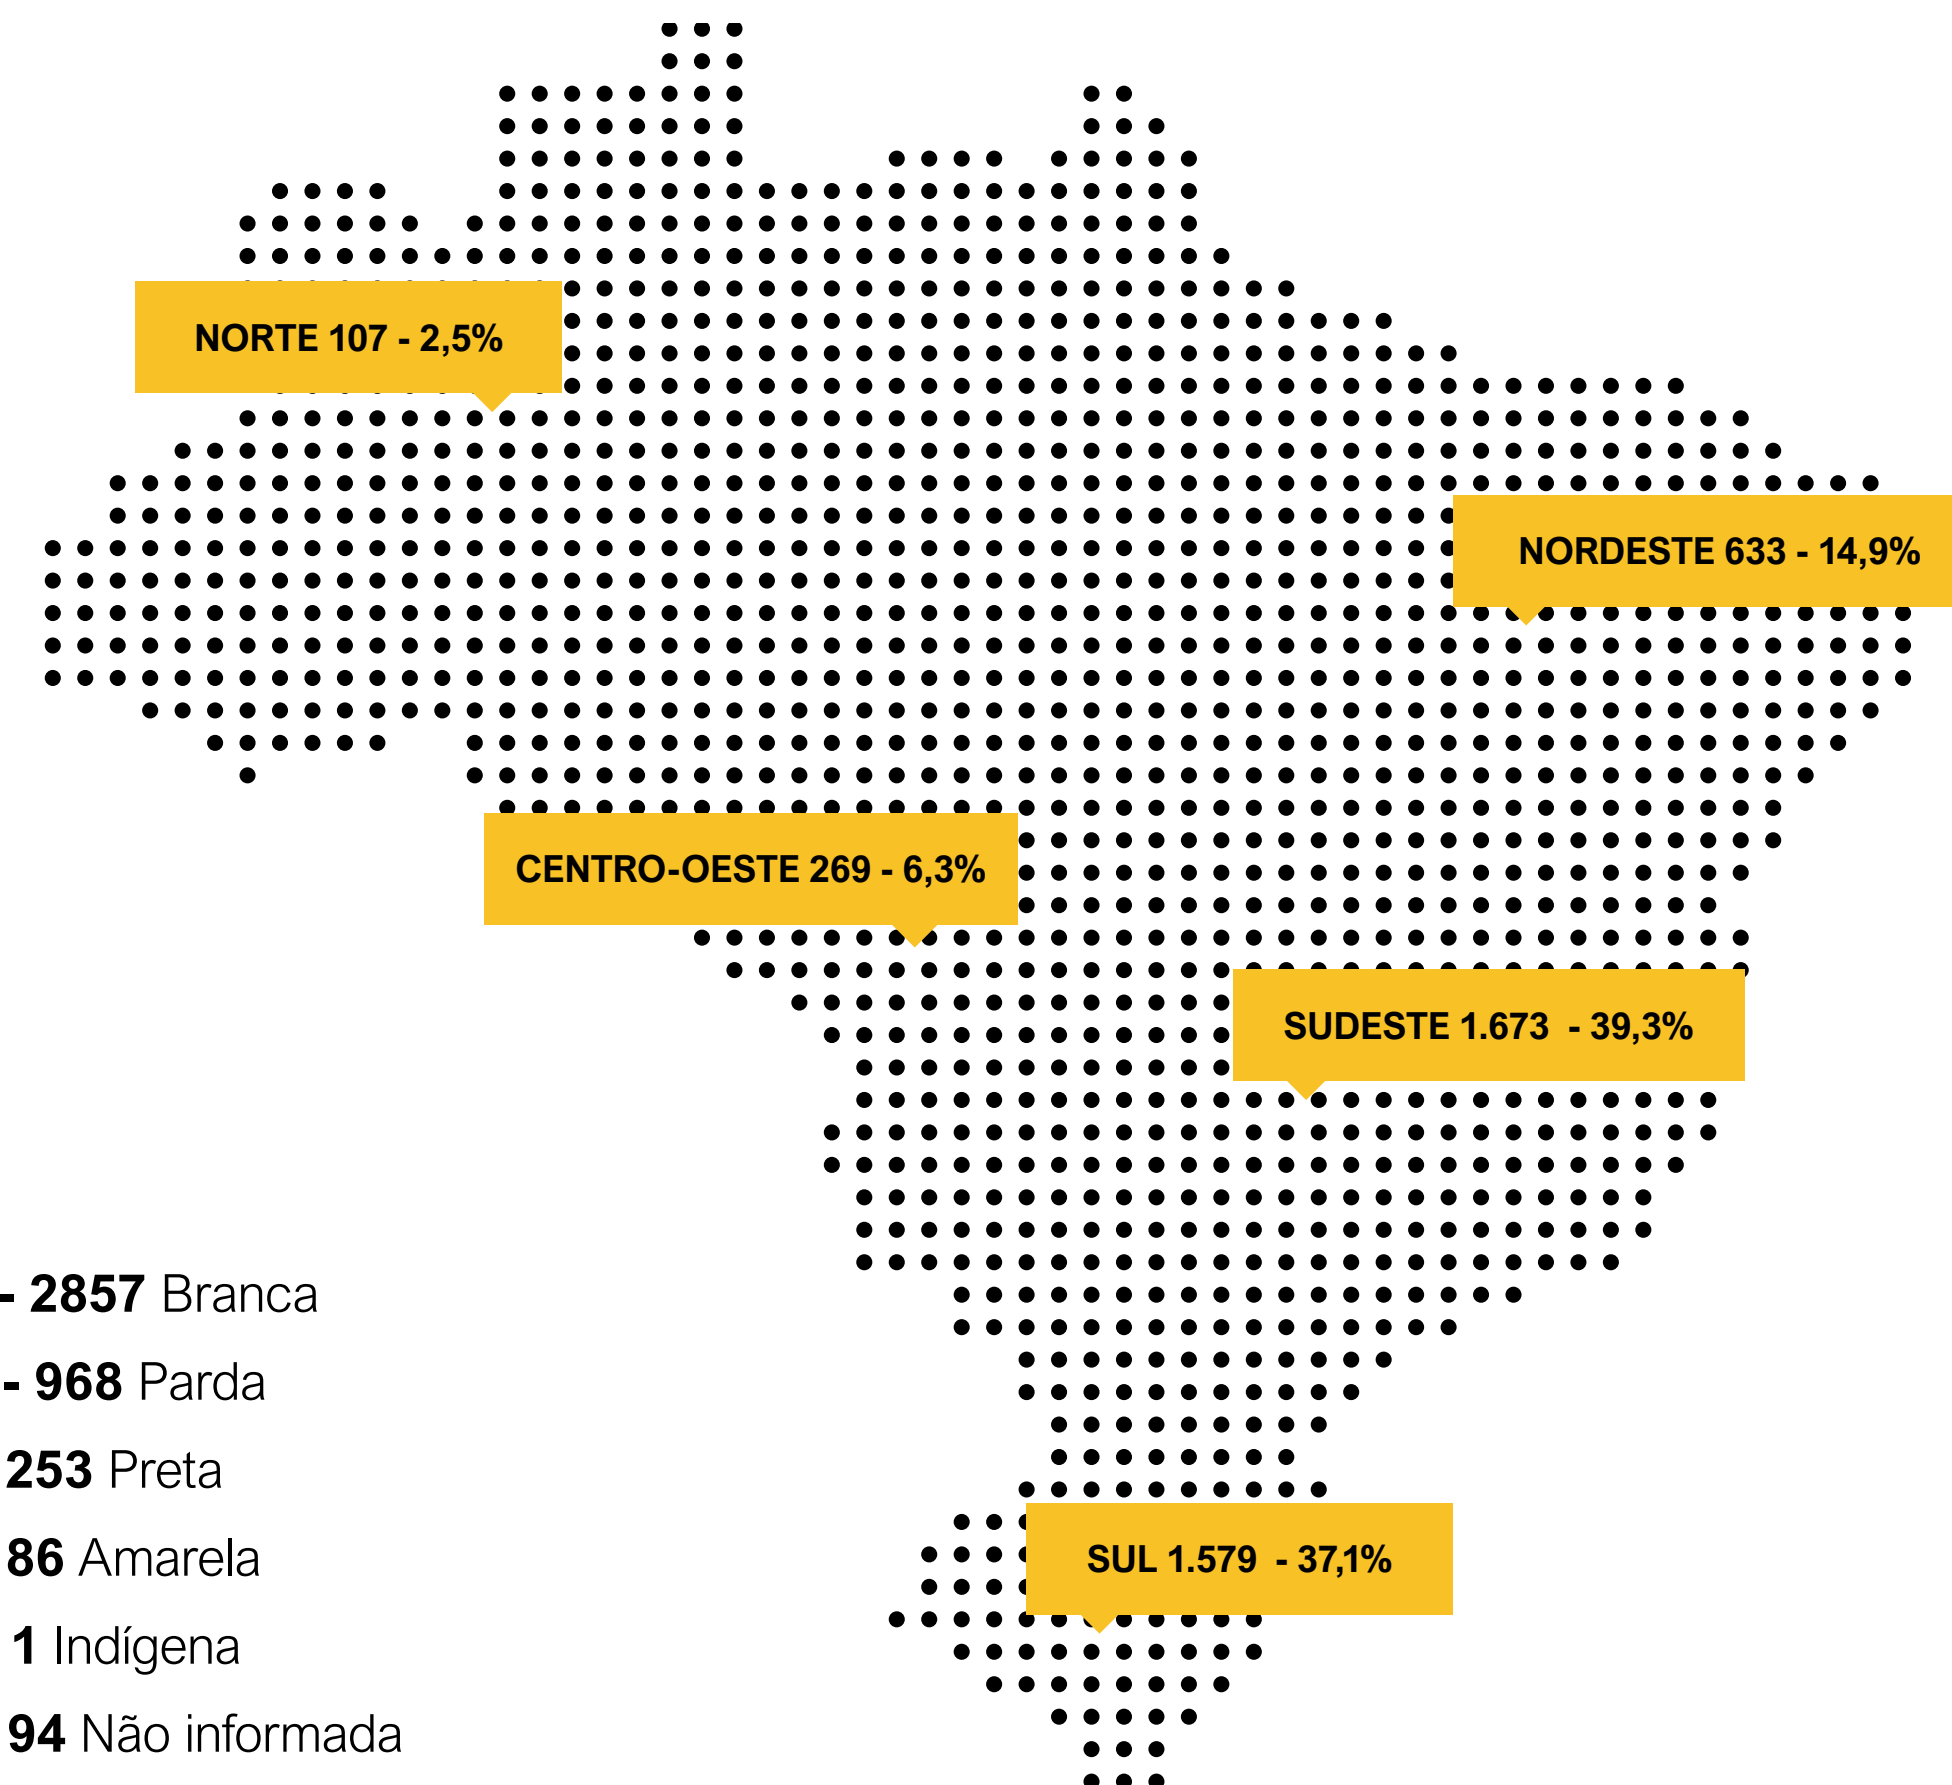 NORTE 107 - 2,5%
NORDESTE 633 - 14,9%
CENTRO-OESTE 269 - 6,3%
SUDESTE 1.673 - 39,3%
- 2857 Branca
- 968 Parda
253 Preta
86 Amarela
1 Indígena
94 Não informada
SUL 1.579 - 37,1%